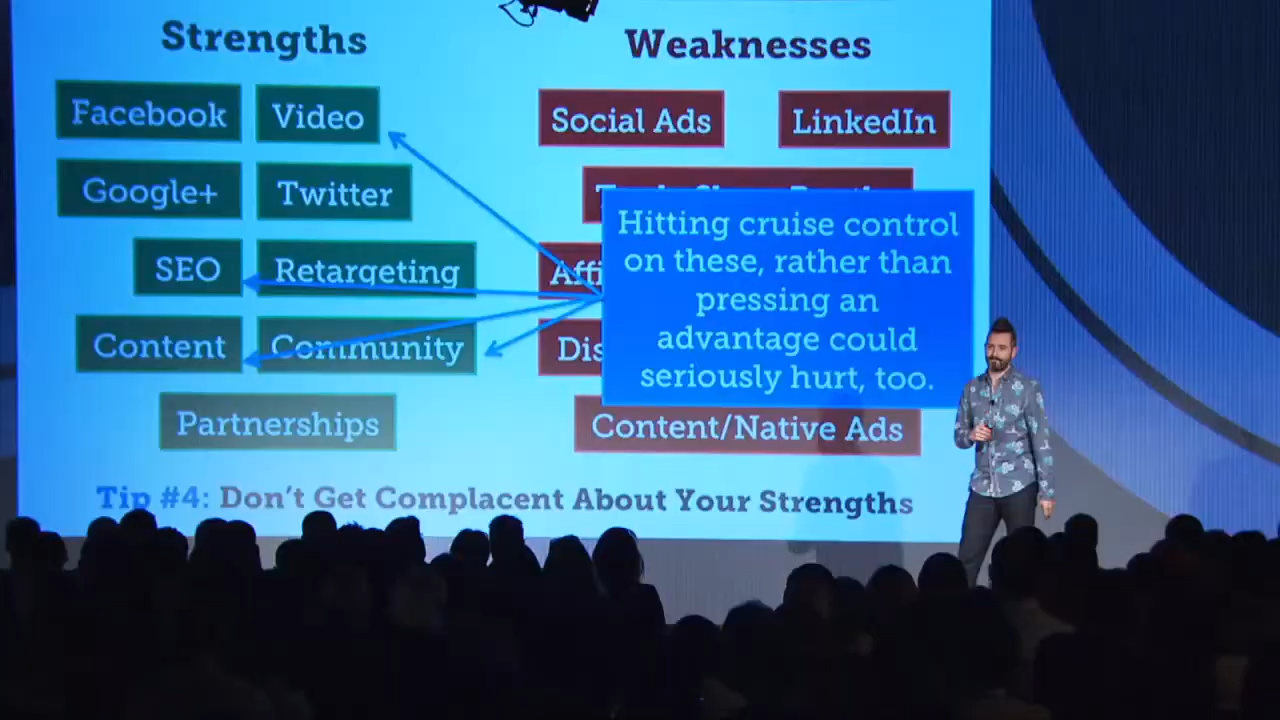 Strengths
Weaknesses
Facebook
Video
Social Ads
LinkedIn
Google+
Twitter
Hitting cruise control
on these, rather than
pressing an
advantage could
seriously hurt, too.
SEO
Retargeting
Affi
Content
Community
Dis
Partnerships
Content/Native Ads
Tip #4: Don't Get Complacent About Your Strengths